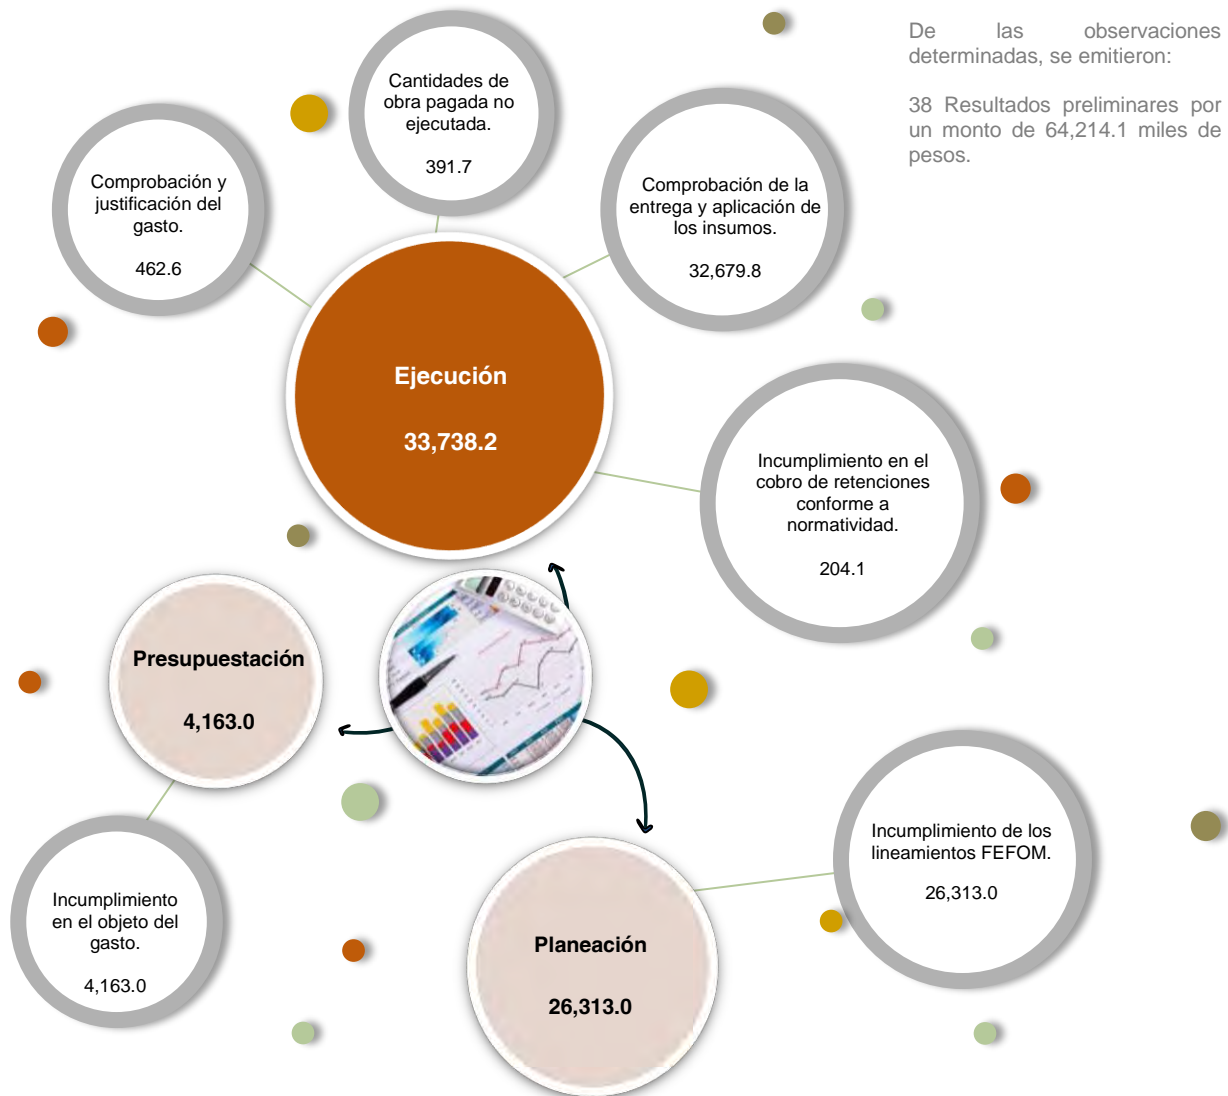 De las observaciones
determinadas, se emitieron:
38 Resultados preliminares por
un monto de 64,214.1 miles de
pesos.
Cantidades de
obra pagada no
ejecutada.
391.7
Comprobación y
justificación del
gasto.
462.6
Comprobación de la
entrega y aplicación de
los insumos.
32,679.8
Ejecución
33,738.2
Incumplimiento en el
cobro de retenciones
conforme a
normatividad.
204.1
Presupuestación
4,163.0
Incumplimiento
en el objeto del
gasto.
4,163.0
Incumplimiento de los
lineamientos FEFOM.
26,313.0
Planeación
26,313.0